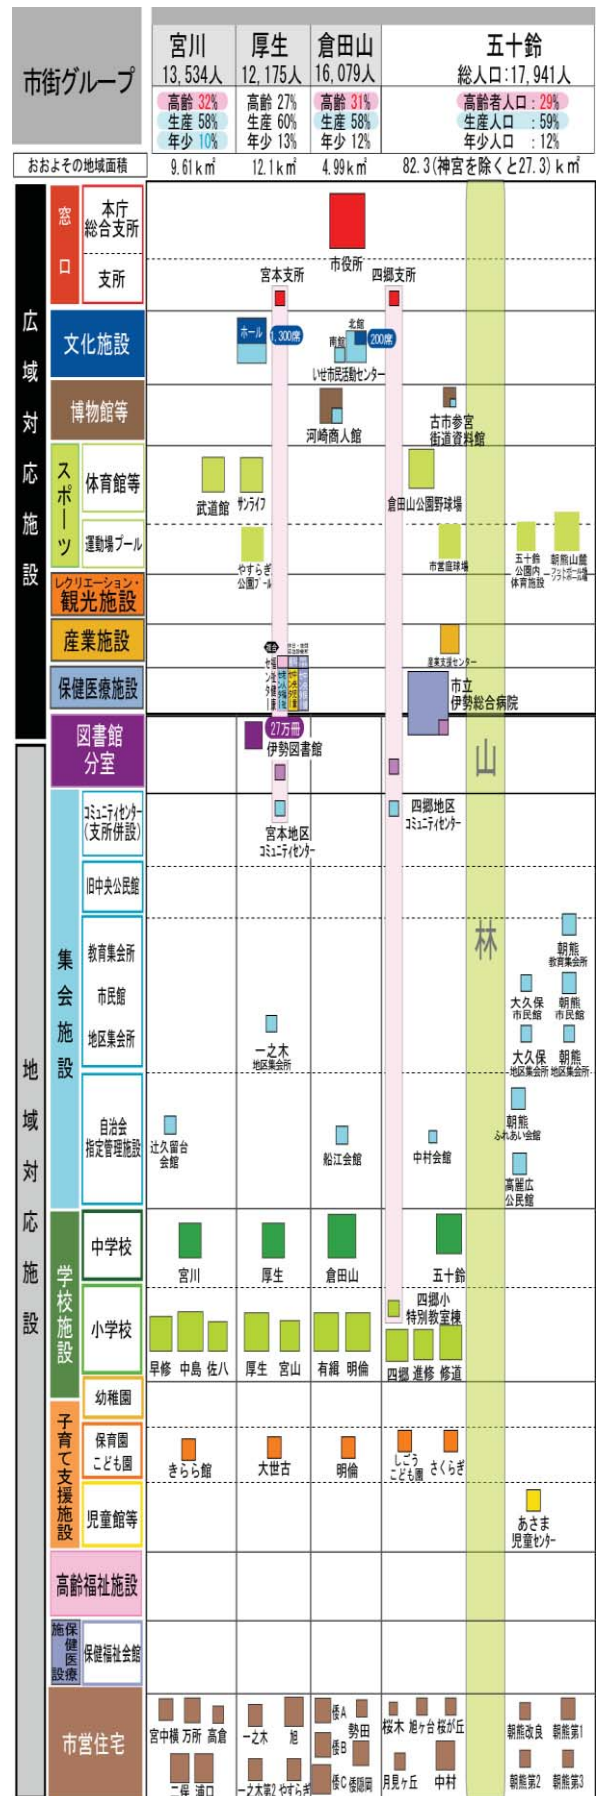 市街グループ
宮川
13,534人
高齢 32%
生産 58%
年少 10%
厚生
12,175人
高齢 27%
生産 60%
年少 13%
倉田山
16,079人
高齢 31%
生産 58%
年少 12%
五十鈴
総人口:17,941人
高齢者人口：29%
生産人口：59%
年少人口：12%
おおよその地域面積
9.61k㎡
12.1k㎡
4.99k㎡
82.3(神宮を除くと27.3) k㎡
広域対応施設
窓口
本庁
総合支所
支所
市役所
宮本支所
四郷支所
文化施設
ホール
1,300席
北館
南館
200席
いせ市民活動センター
博物館等
河崎商人館
古市参宮
街道資料館
スポーツ
体育館等
武道館
サンライフ
倉田山公園野球場
運動場プール
やすらぎ
公園プール
市営庭球場
五十鈴
公園内
体育施設
朝熊山麓
フットボール場
ソフトボール場
レクリエーション・
観光施設
産業施設
産業支援センター
保健医療施設
市立
伊勢総合病院
図書館
分室
27万冊
伊勢図書館
山林
地域対応施設
集会施設
コミュニティセンター
(支所併設)
宮本地区
コミュニティセンター
四郷地区
コミュニティセンター
旧中央公民館
教育集会所
市民館
地区集会所
朝熊
教育集会所
大久保
市民館
朝熊
市民館
一之木
地区集会所
大久保
地区集会所
朝熊
地区集会所
自治会
指定管理施設
辻久留台
会館
船江会館
中村会館
朝熊
ふれあい会館
高麗広
公民館
学校施設
中学校
宮川
厚生
倉田山
五十鈴
小学校
四郷小
特別教室棟
早修 中島 佐八
厚生 宮山
有緝 明倫
四郷 進修 修道
子育て支援施設
幼稚園
保育園
こども園
きらら館
大世古
明倫
しごう
こども園
さくらぎ
児童館等
あさま
児童センター
高齢福祉施設
保健医療施設
保健福祉会館
市営住宅
宮中横 万所 高倉
二俣 浦口
一之木 旭
一之木第2 やすらぎ
倭A
勢田
倭B
倭C 倭隠岡
桜木 旭ヶ台 桜が丘
月見ヶ丘 中村
朝熊改良 朝熊第1
朝熊第2 朝熊第3